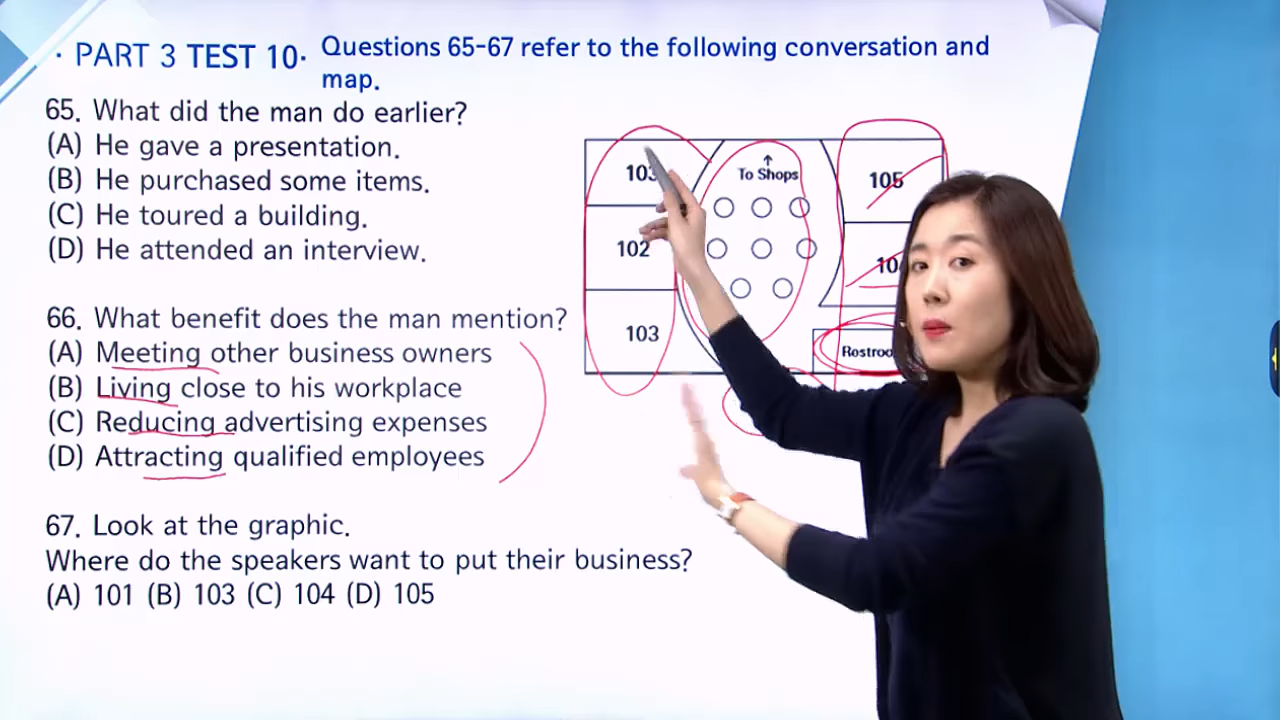 · PART 3 TEST 10·
Questions 65-67 refer to the following conversation and
map.
65. What did the man do earlier?
(A) He gave a presentation.
(B) He purchased some items.
(C) He toured a building.
(D) He attended an interview.
66. What benefit does the man mention?
(A) Meeting other business owners
(B) Living close to his workplace
(C) Reducing advertising expenses
(D) Attracting qualified employees
67. Look at the graphic.
Where do the speakers want to put their business?
(A) 101 (B) 103 (C) 104 (D) 105
103
102
103
↑
To Shops
105